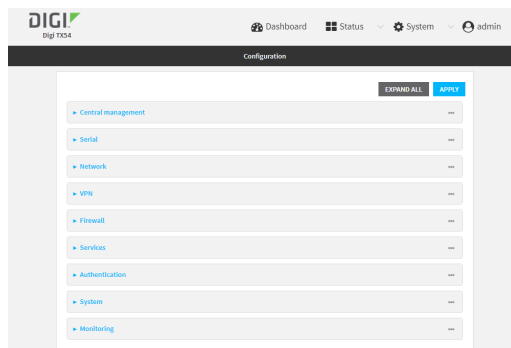 DIGI
Digi TX54
Dashboard Status System admin
Configuration
EXPAND ALL APPLY
Central management
Serial
Network
VPN
Firewall
Services
Authentication
System
Monitoring